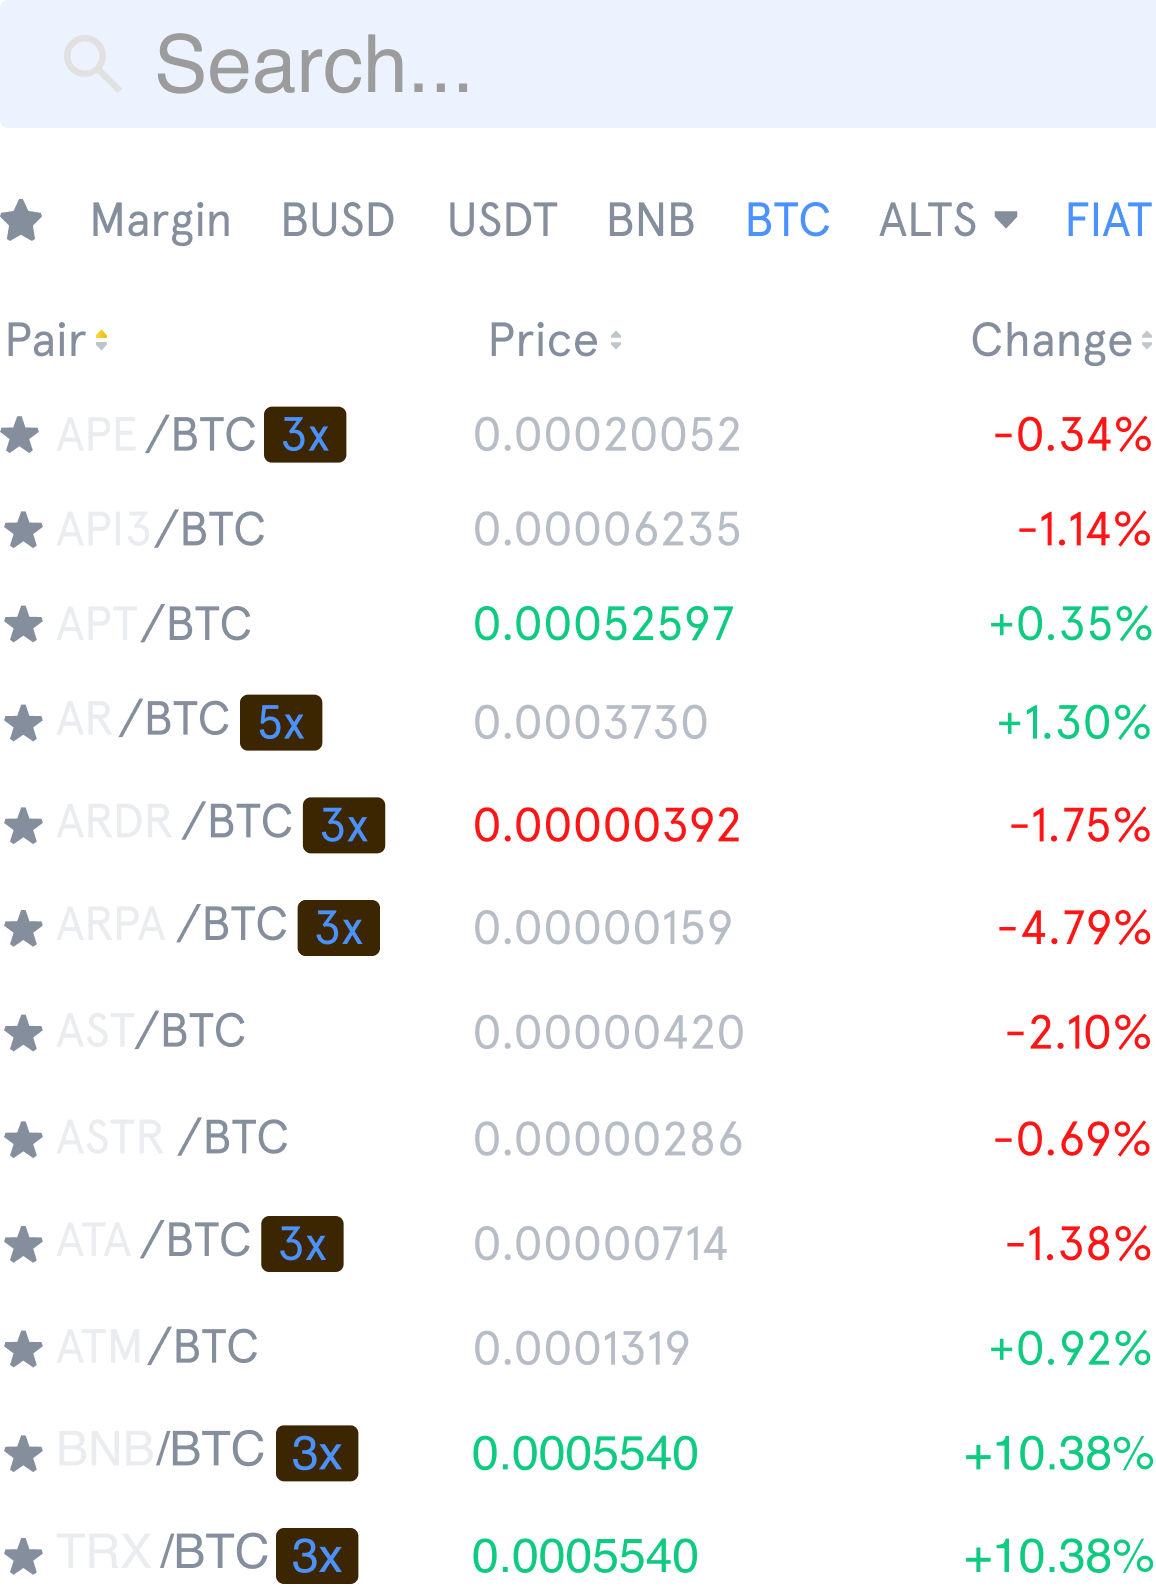 Search...
Margin BUSD USDT BNB BTC ALTS FIAT
Pair Price Change
APE /BTC 3x 0.00020052 -0.34%
API3/BTC 0.00006235 -1.14%
APT/BTC 0.00052597 +0.35%
AR/BTC 5x 0.0003730 +1.30%
ARDR /BTC 3x 0.00000392 -1.75%
ARPA /BTC 3x 0.00000159 -4.79%
AST/BTC 0.00000420 -2.10%
ASTR /BTC 0.00000286 -0.69%
ATA /BTC 3x 0.00000714 -1.38%
ATM/BTC 0.0001319 +0.92%
BNB/BTC 3x 0.0005540 +10.38%
TRX /BTC 3x 0.0005540 +10.38%